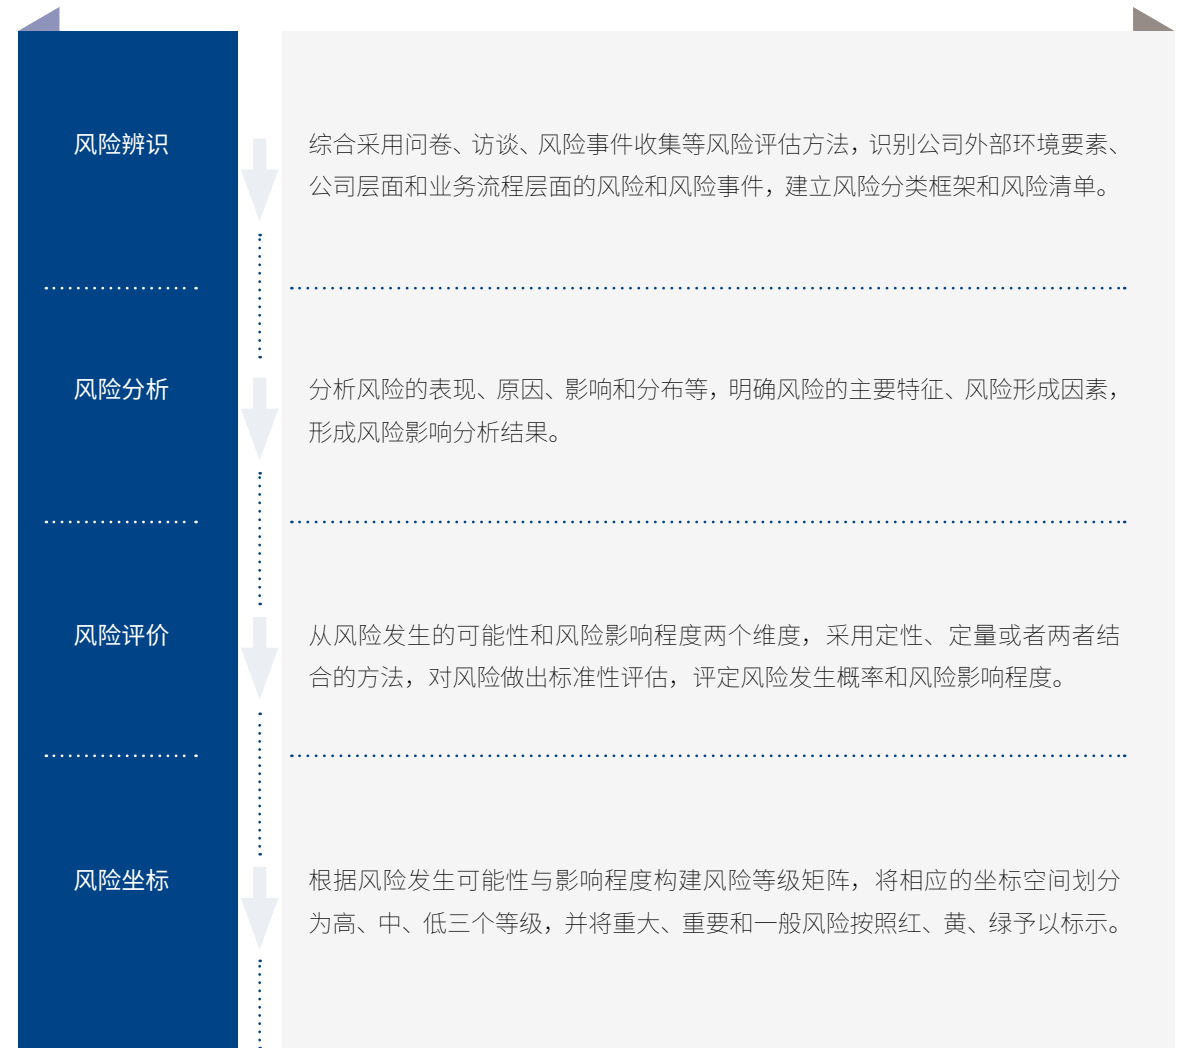 风险辨识
综合采用问卷、访谈、风险事件收集等风险评估方法，识别公司外部环境要素、
公司层面和业务流程层面的风险和风险事件，建立风险分类框架和风险清单。
风险分析
分析风险的表现、原因、影响和分布等，明确风险的主要特征、风险形成因素，
形成风险影响分析结果。
风险评价
从风险发生的可能性和风险影响程度两个维度，采用定性、定量或者两者结
合的方法，对风险做出标准性评估，评定风险发生概率和风险影响程度。
风险坐标
根据风险发生可能性与影响程度构建风险等级矩阵，将相应的坐标空间划分
为高、中、低三个等级，并将重大、重要和一般风险按照红、黄、绿予以标示。